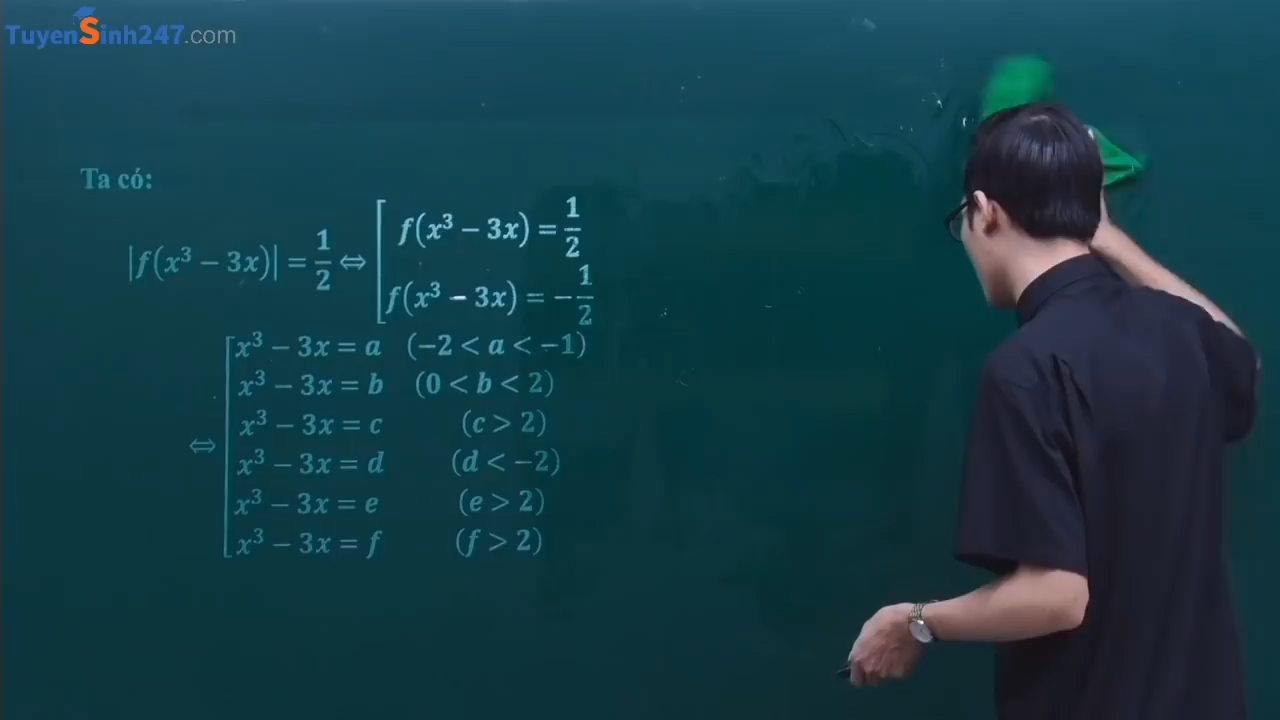 TuyenSinh247.com
Ta có:
|f(x³ − 3x)| = 1/2 ⇔ [ f(x³ − 3x) = 1/2
f(x³ − 3x) = −1/2
⇔ [ x³ − 3x = a (−2 < a < −1)
x³ − 3x = b (0 < b < 2)
x³ − 3x = c (c > 2)
x³ − 3x = d (d < −2)
x³ − 3x = e (e > 2)
x³ − 3x = f (f > 2)